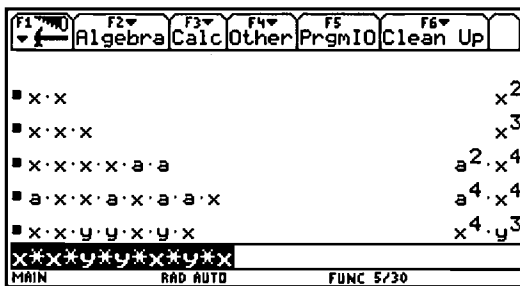 F1 F2 F3 F4 F5 F6
Algebra Calc Other PrgmIO Clean Up
▪ x·x x²
▪ x·x·x x³
▪ x·x·x·x·a·a a²·x⁴
▪ a·x·x·a·x·a·a·x a⁴·x⁴
▪ x·x·y·y·x·y·x x⁴·y³
x*x*y*y*x*y*x
MAIN RAD AUTO FUNC 5/30